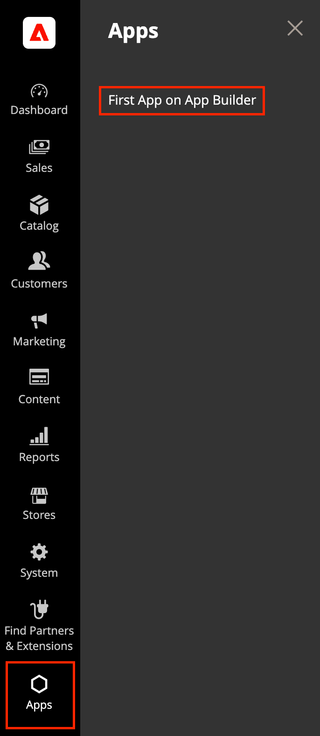 Apps
First App on App Builder
Dashboard
Sales
Catalog
Customers
Marketing
Content
Reports
Stores
System
Find Partners
& Extensions
Apps